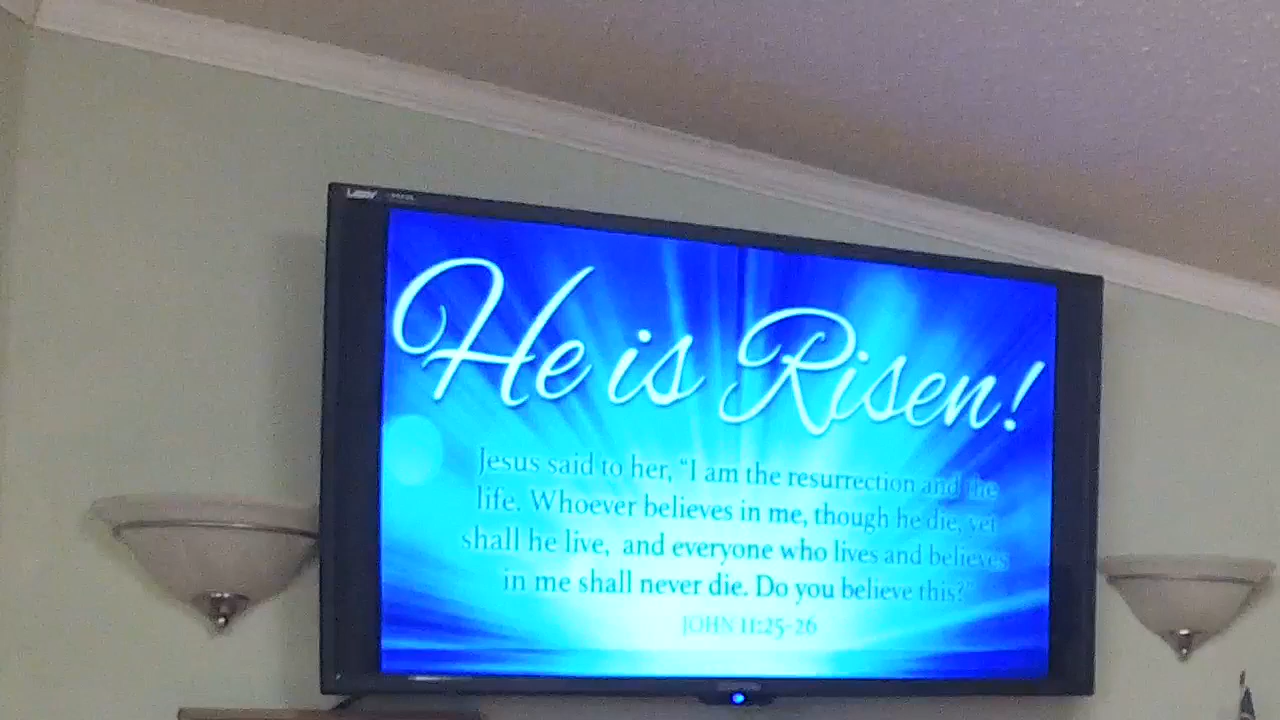 He is Risen!
Jesus said to her, “I am the resurrection and the
life. Whoever believes in me, though he die, yet
shall he live, and everyone who lives and believes
in me shall never die. Do you believe this?”
JOHN 11:25-26